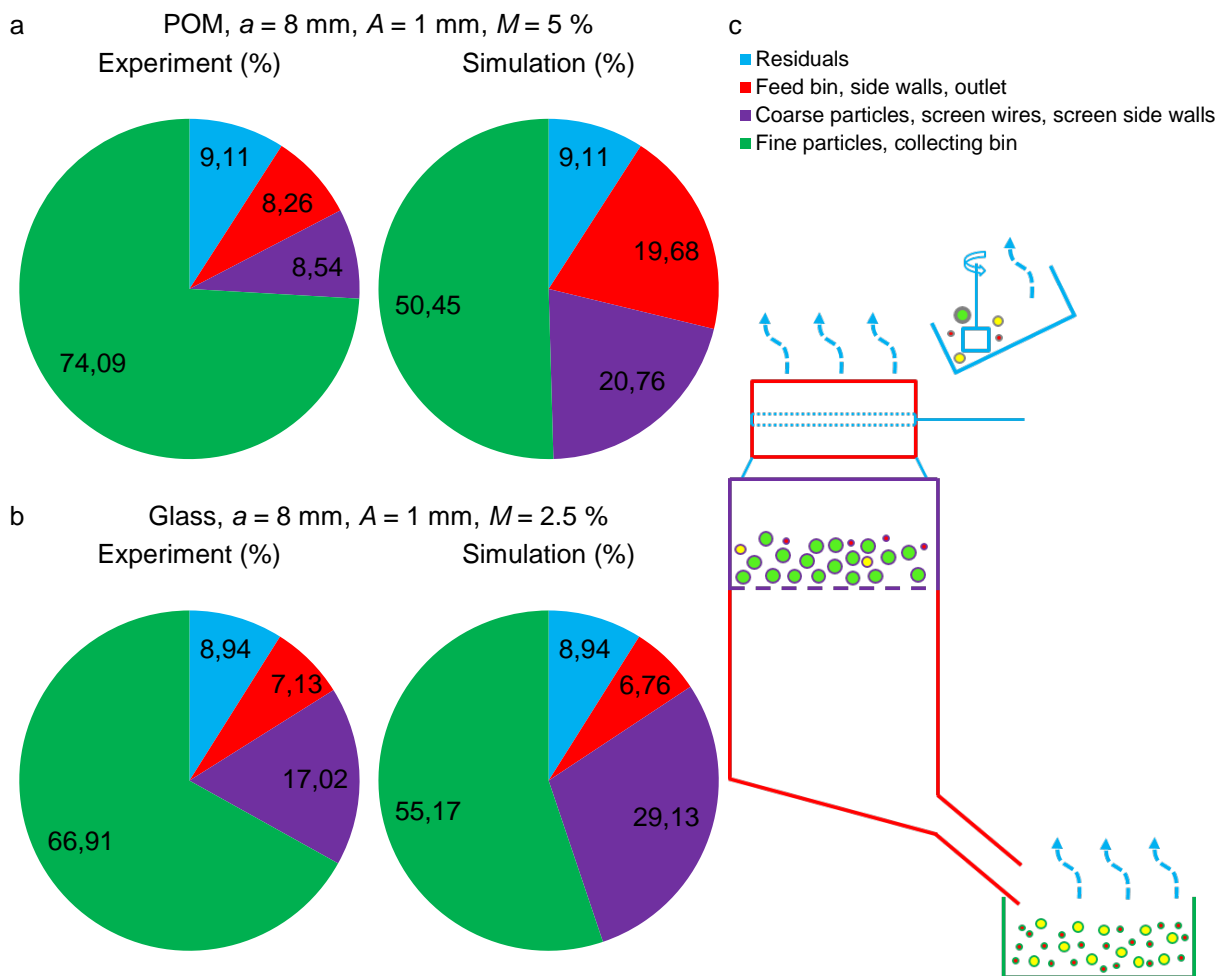 a
POM, a = 8 mm, A = 1 mm, M = 5 %
Experiment (%)
Simulation (%)
9,11
8,26
8,54
74,09
9,11
19,68
20,76
50,45
b
Glass, a = 8 mm, A = 1 mm, M = 2.5 %
Experiment (%)
Simulation (%)
8,94
7,13
17,02
66,91
8,94
6,76
29,13
55,17
c
Residuals
Feed bin, side walls, outlet
Coarse particles, screen wires, screen side walls
Fine particles, collecting bin